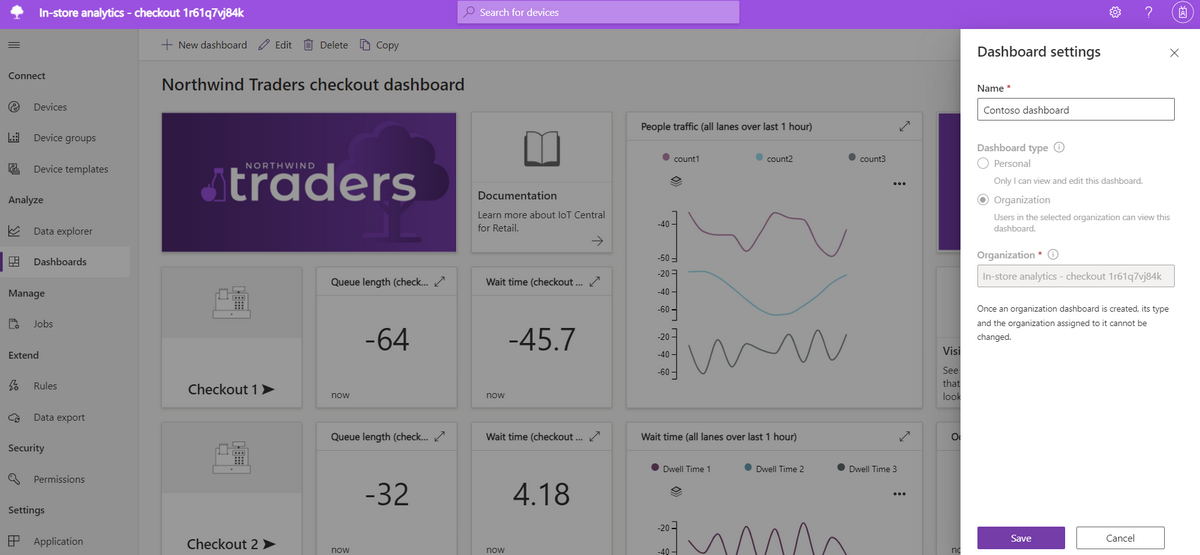 In-store analytics - checkout 1r61q7vj84k
Search for devices
?
New dashboard Edit Delete Copy
Connect
Devices
Device groups
Device templates
Analyze
Data explorer
Dashboards
Manage
Jobs
Extend
Rules
Data export
Security
Permissions
Settings
Application
Northwind Traders checkout dashboard
NORTHWIND
traders
Documentation
Learn more about IoT Central
for Retail.
People traffic (all lanes over last 1 hour)
count1 count2 count3
-40
-50
-20
-40
-60
-20
-40
-60
Checkout 1
Queue length (check...
-64
now
Wait time (checkout ...
-45.7
now
Visi
See
that
look
Checkout 2
Queue length (check...
-32
now
Wait time (checkout ...
4.18
now
Wait time (all lanes over last 1 hour)
Dwell Time 1 Dwell Time 2 Dwell Time 3
-20
-40
Dashboard settings
Name *
Contoso dashboard
Dashboard type
Personal
Only I can view and edit this dashboard.
Organization
Users in the selected organization can view this
dashboard.
Organization *
In-store analytics - checkout 1r61q7vj84k
Once an organization dashboard is created, its type
and the organization assigned to it cannot be
changed.
Save Cancel